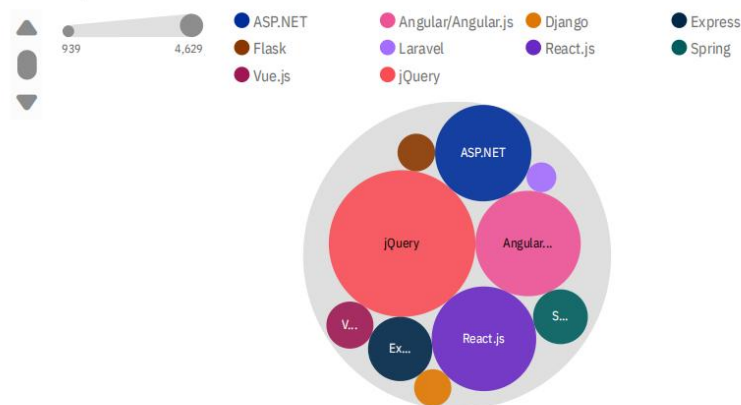 ASP.NET Angular/Angular.js Django Express
939 4,629 Flask Laravel React.js Spring
Vue.js jQuery
ASP.NET
jQuery
Angular...
V...
S...
React.js
Ex...